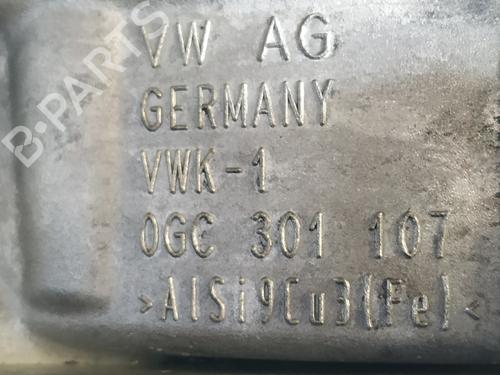 VW AG
B-PARTS
GERMANY
VWK-1
0GC 301 107
>AlSi9Cu3(Fe)<